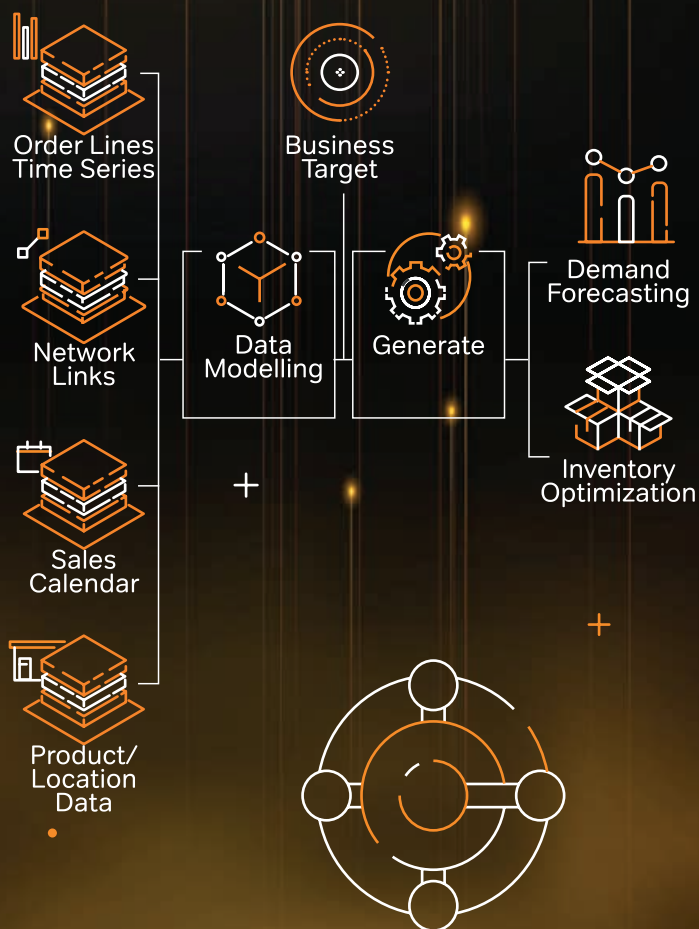 Order Lines
Time Series
Business
Target
Network
Links
Data
Modelling
Generate
Demand
Forecasting
Inventory
Optimization
Sales
Calendar
Product/
Location
Data